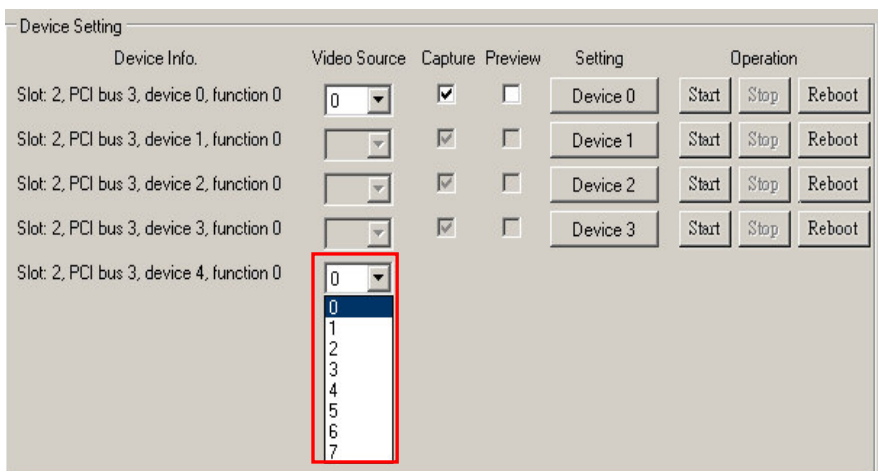 Device Setting
Device Info. Video Source Capture Preview Setting Operation
Slot: 2, PCI bus 3, device 0, function 0 0 Device 0 Start Stop Reboot
Slot: 2, PCI bus 3, device 1, function 0 Device 1 Start Stop Reboot
Slot: 2, PCI bus 3, device 2, function 0 Device 2 Start Stop Reboot
Slot: 2, PCI bus 3, device 3, function 0 Device 3 Start Stop Reboot
Slot: 2, PCI bus 3, device 4, function 0 0
0
1
2
3
4
5
6
7